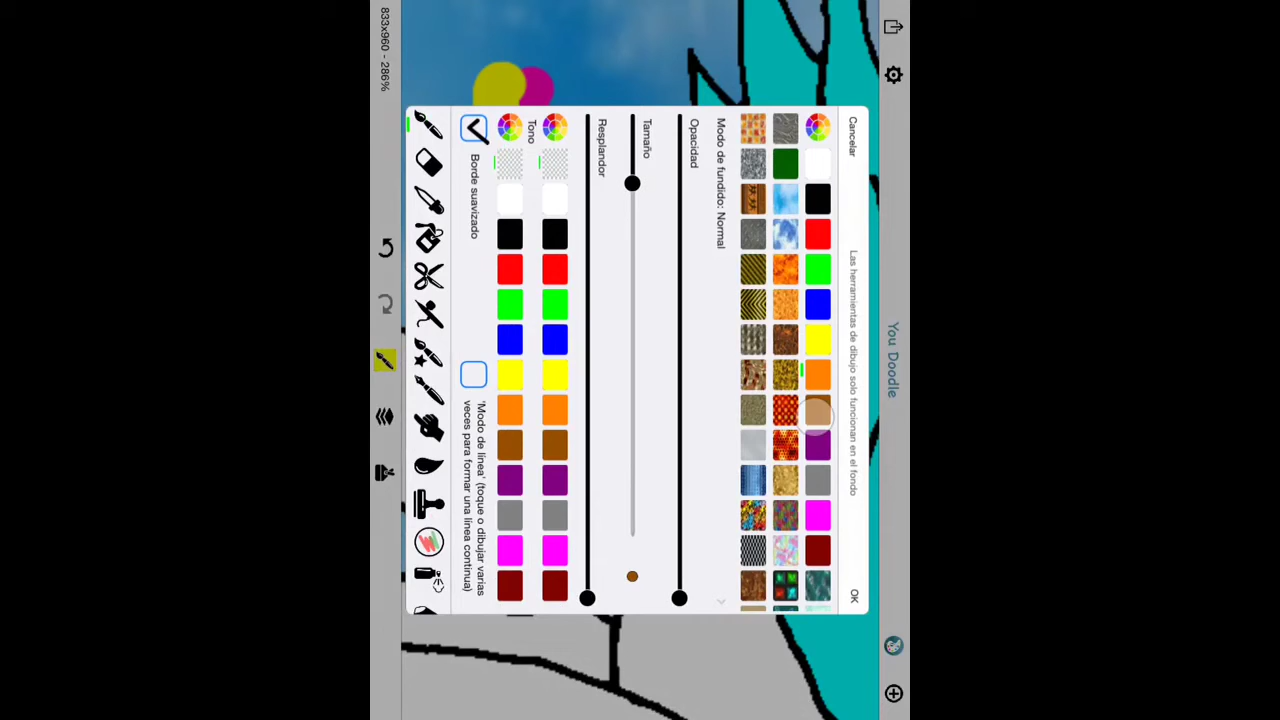 You Doodle
Cancelar
Las herramientas de dibujo solo funcionan en el fondo
OK
Modo de fundido: Normal
Opacidad
Tamaño
Resplandor
Tono
Borde suavizado
'Modo de línea' (toque o dibujar varias
veces para formar una línea continua)
833x960 - 286%